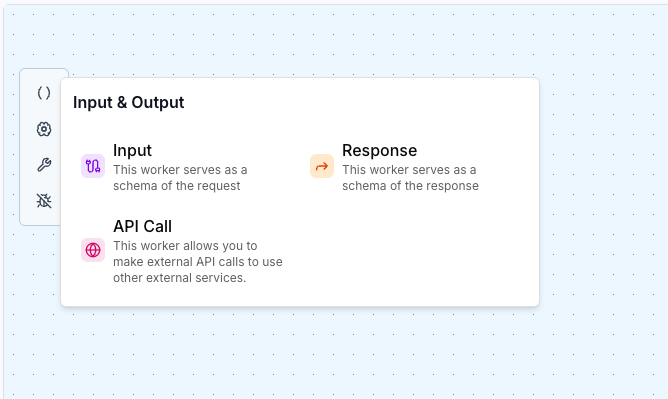 ()
Input & Output
Input
This worker serves as a
schema of the request
Response
This worker serves as a
schema of the response
API Call
This worker allows you to
make external API calls to use
other external services.